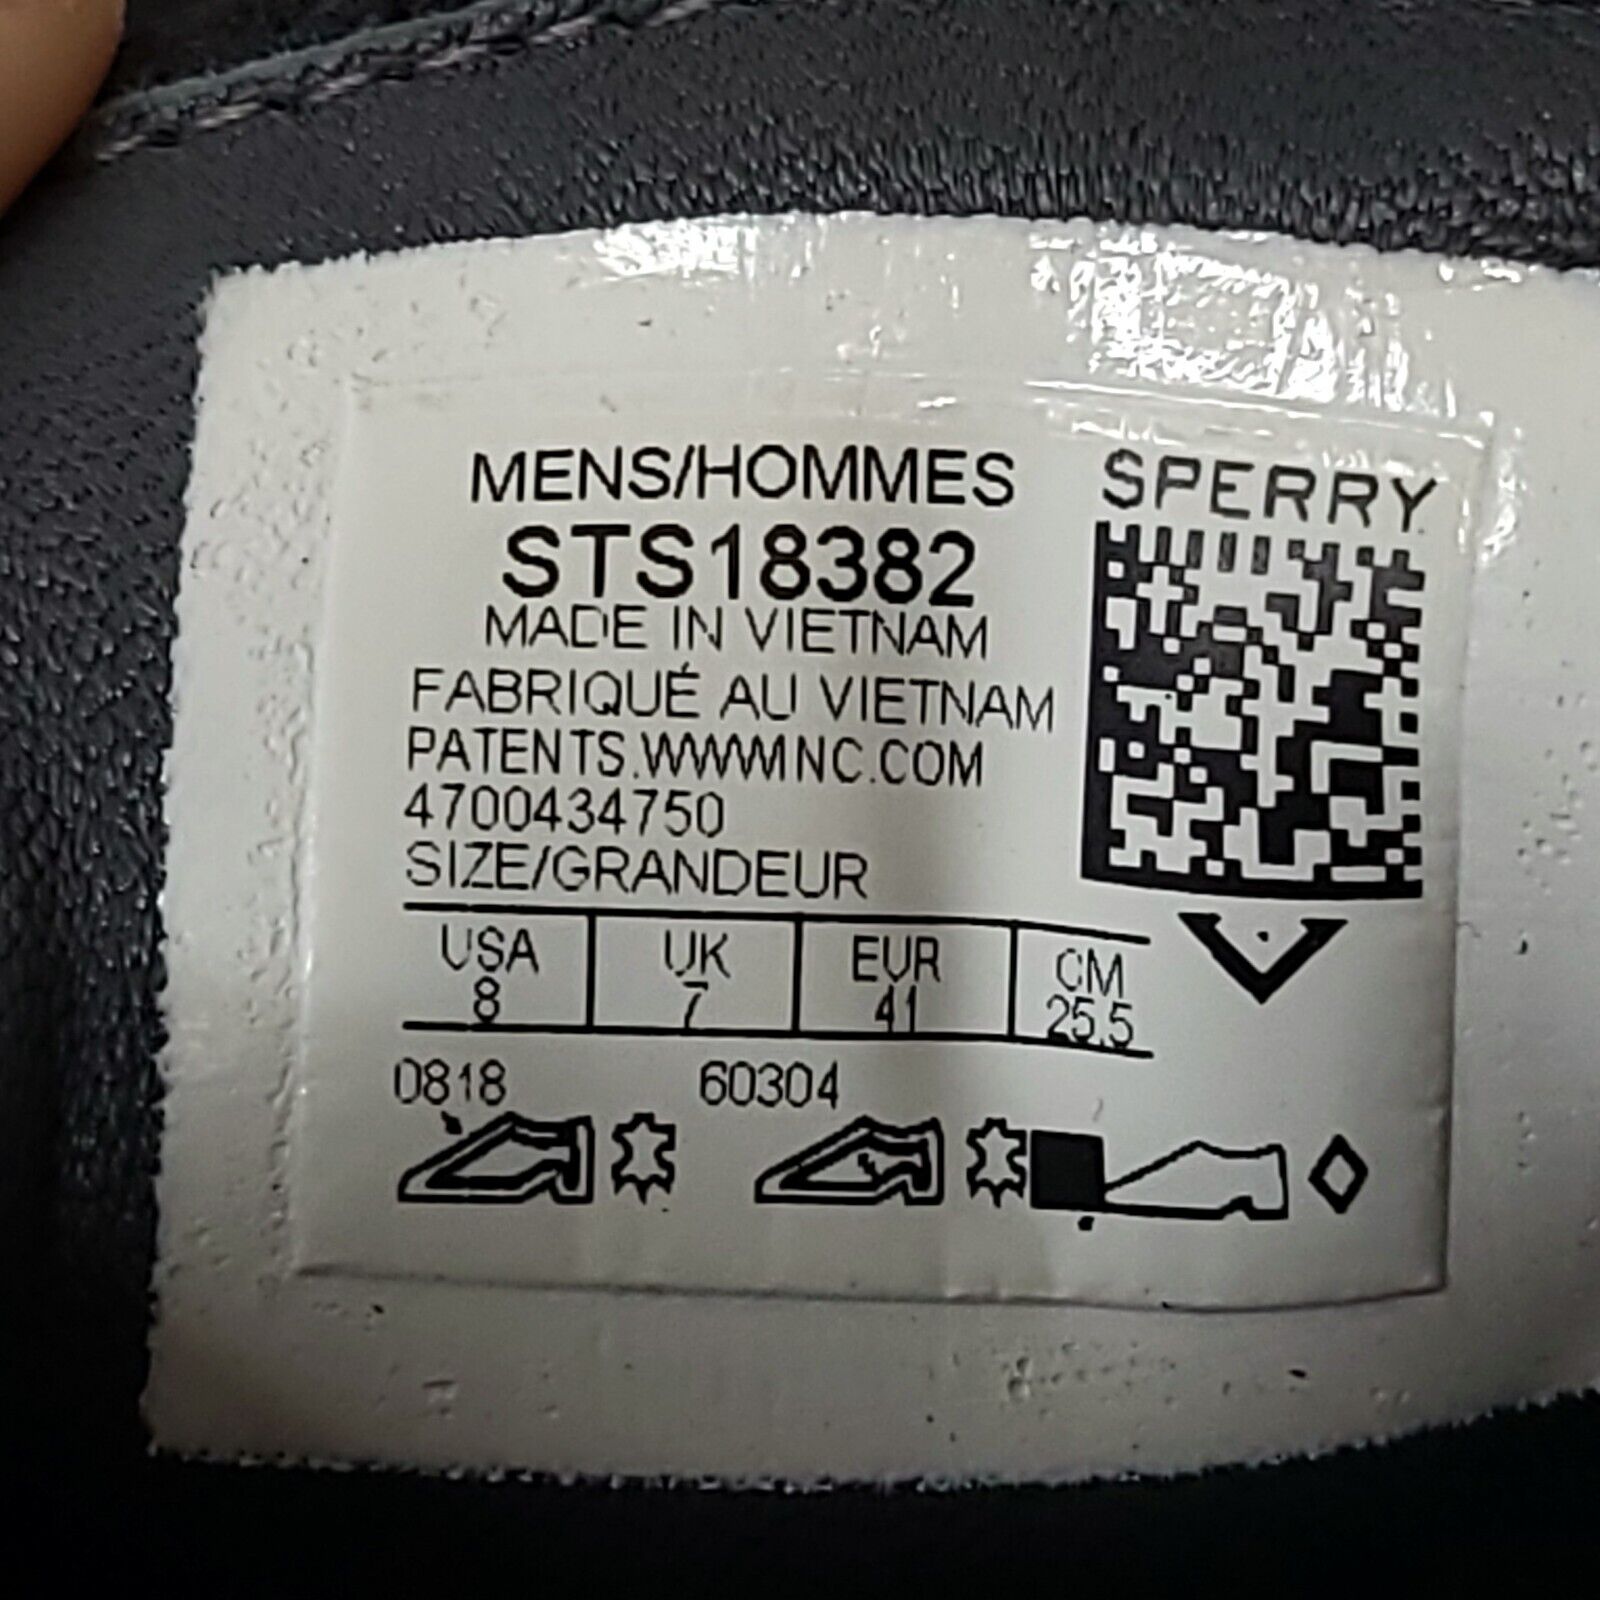 MENS/HOMMES
STS18382
MADE IN VIETNAM
FABRIQUÉ AU VIETNAM
PATENTS.WWWINC.COM
4700434750
SIZE/GRANDEUR
USA UK EUR CM
8 7 41 25.5
0818 60304
SPERRY